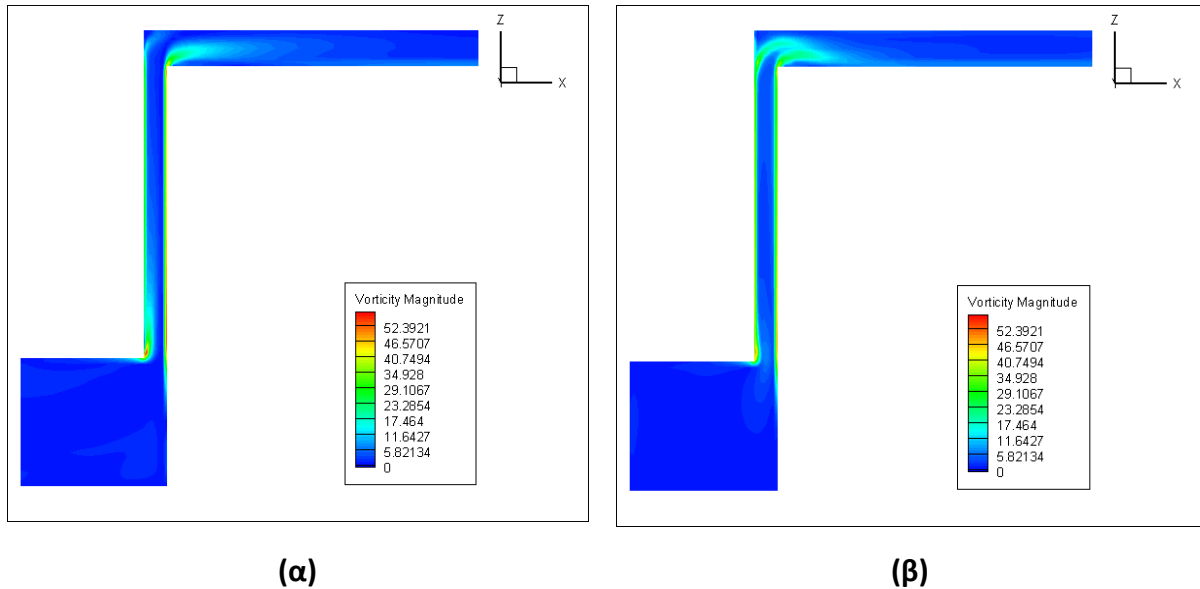 Z
X
Vorticity Magnitude
52.3921
46.5707
40.7494
34.928
29.1067
23.2854
17.464
11.6427
5.82134
0
(α)
Z
X
Vorticity Magnitude
52.3921
46.5707
40.7494
34.928
29.1067
23.2854
17.464
11.6427
5.82134
0
(β)